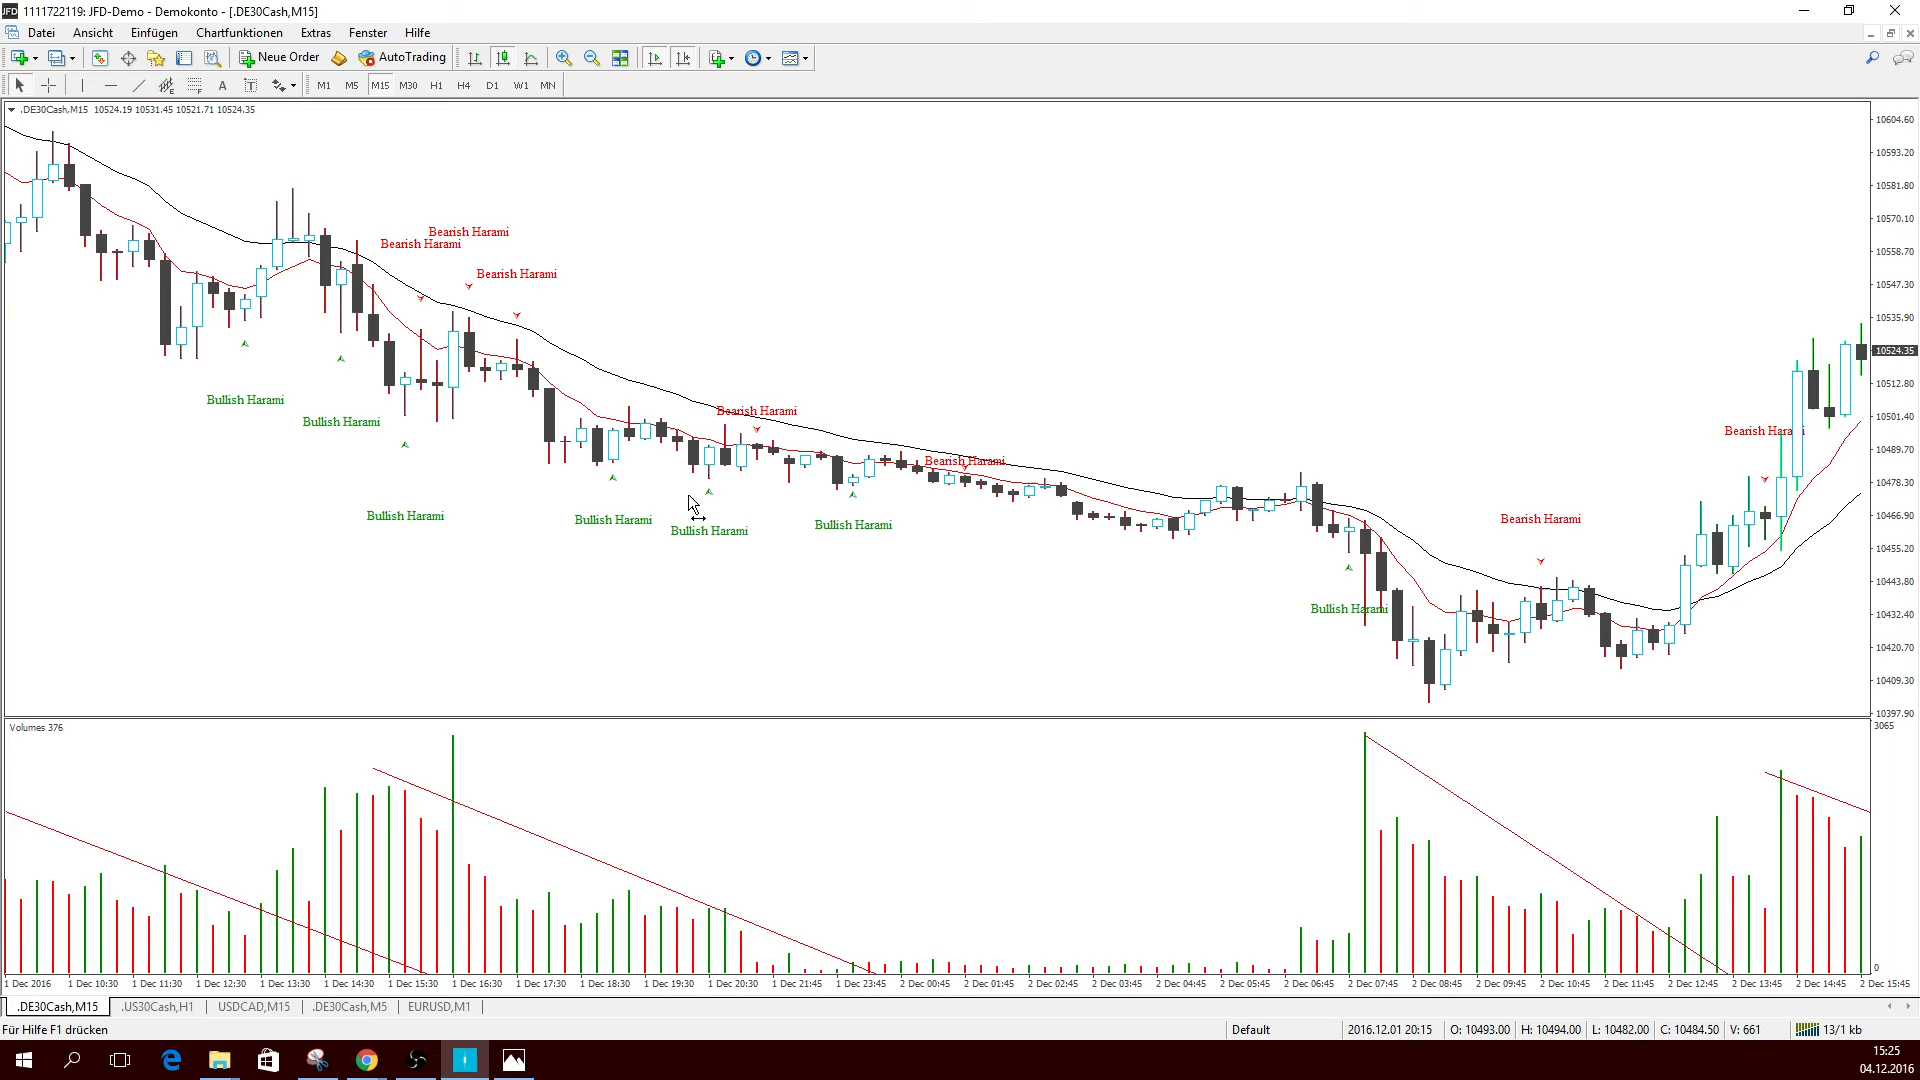 JFD 1111722119: JFD-Demo - Demokonto - [.DE30Cash,M15]
Datei Ansicht Einfügen Chartfunktionen Extras Fenster Hilfe
Neue Order AutoTrading
A T M1 M5 M15 M30 H1 H4 D1 W1 MN
.DE30Cash,M15 10524.19 10531.45 10521.71 10524.35
10604.60
10593.20
10581.80
10570.10
10558.70
10547.30
10535.90
10524.35
10512.80
10501.40
10489.70
10478.30
10466.90
10455.20
10443.80
10432.40
10420.70
10409.30
10397.90
Bearish Harami
Bearish Harami
Bearish Harami
Bullish Harami
Bullish Harami
Bearish Harami
Bearish Harami
Bearish Harami
Bullish Harami
Bullish Harami
Bullish Harami
Bullish Harami
Bearish Harami
Bullish Harami
Volumes 376
3065
0
1 Dec 2016 1 Dec 10:30 1 Dec 11:30 1 Dec 12:30 1 Dec 13:30 1 Dec 14:30 1 Dec 15:30 1 Dec 16:30 1 Dec 17:30 1 Dec 18:30 1 Dec 19:30 1 Dec 20:30 1 Dec 21:45 1 Dec 23:45 2 Dec 00:45 2 Dec 01:45 2 Dec 02:45 2 Dec 03:45 2 Dec 04:45 2 Dec 05:45 2 Dec 06:45 2 Dec 07:45 2 Dec 08:45 2 Dec 09:45 2 Dec 10:45 2 Dec 11:45 2 Dec 12:45 2 Dec 13:45 2 Dec 14:45 2 Dec 15:45
.DE30Cash,M15 .US30Cash,H1 USDCAD,M15 .DE30Cash,M5 EURUSD,M1
Für Hilfe F1 drücken Default 2016.12.01 20:15 O: 10493.00 H: 10494.00 L: 10482.00 C: 10484.50 V: 661 13/1 kb
15:25
04.12.2016